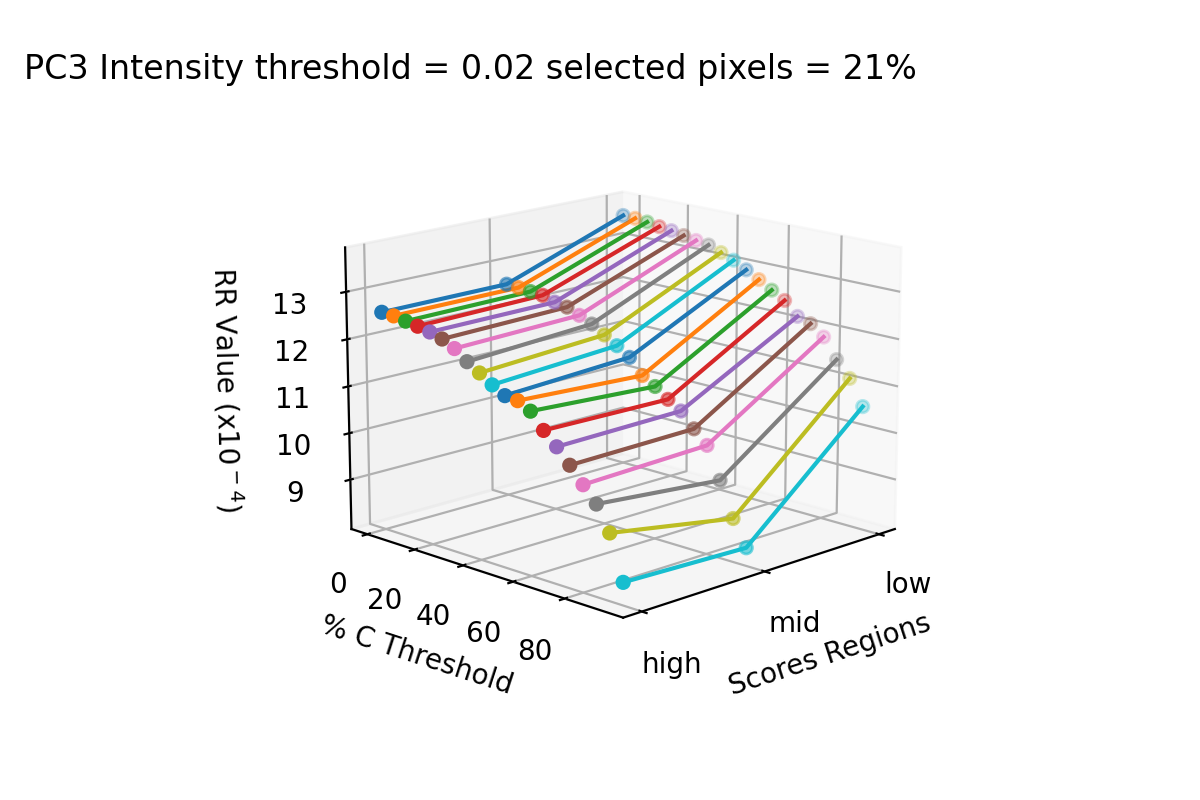 PC3 Intensity threshold = 0.02 selected pixels = 21%
RR Value (x10⁻⁴)
13
12
11
10
9
0
20
40
60
80
% C Threshold
high
mid
low
Scores Regions